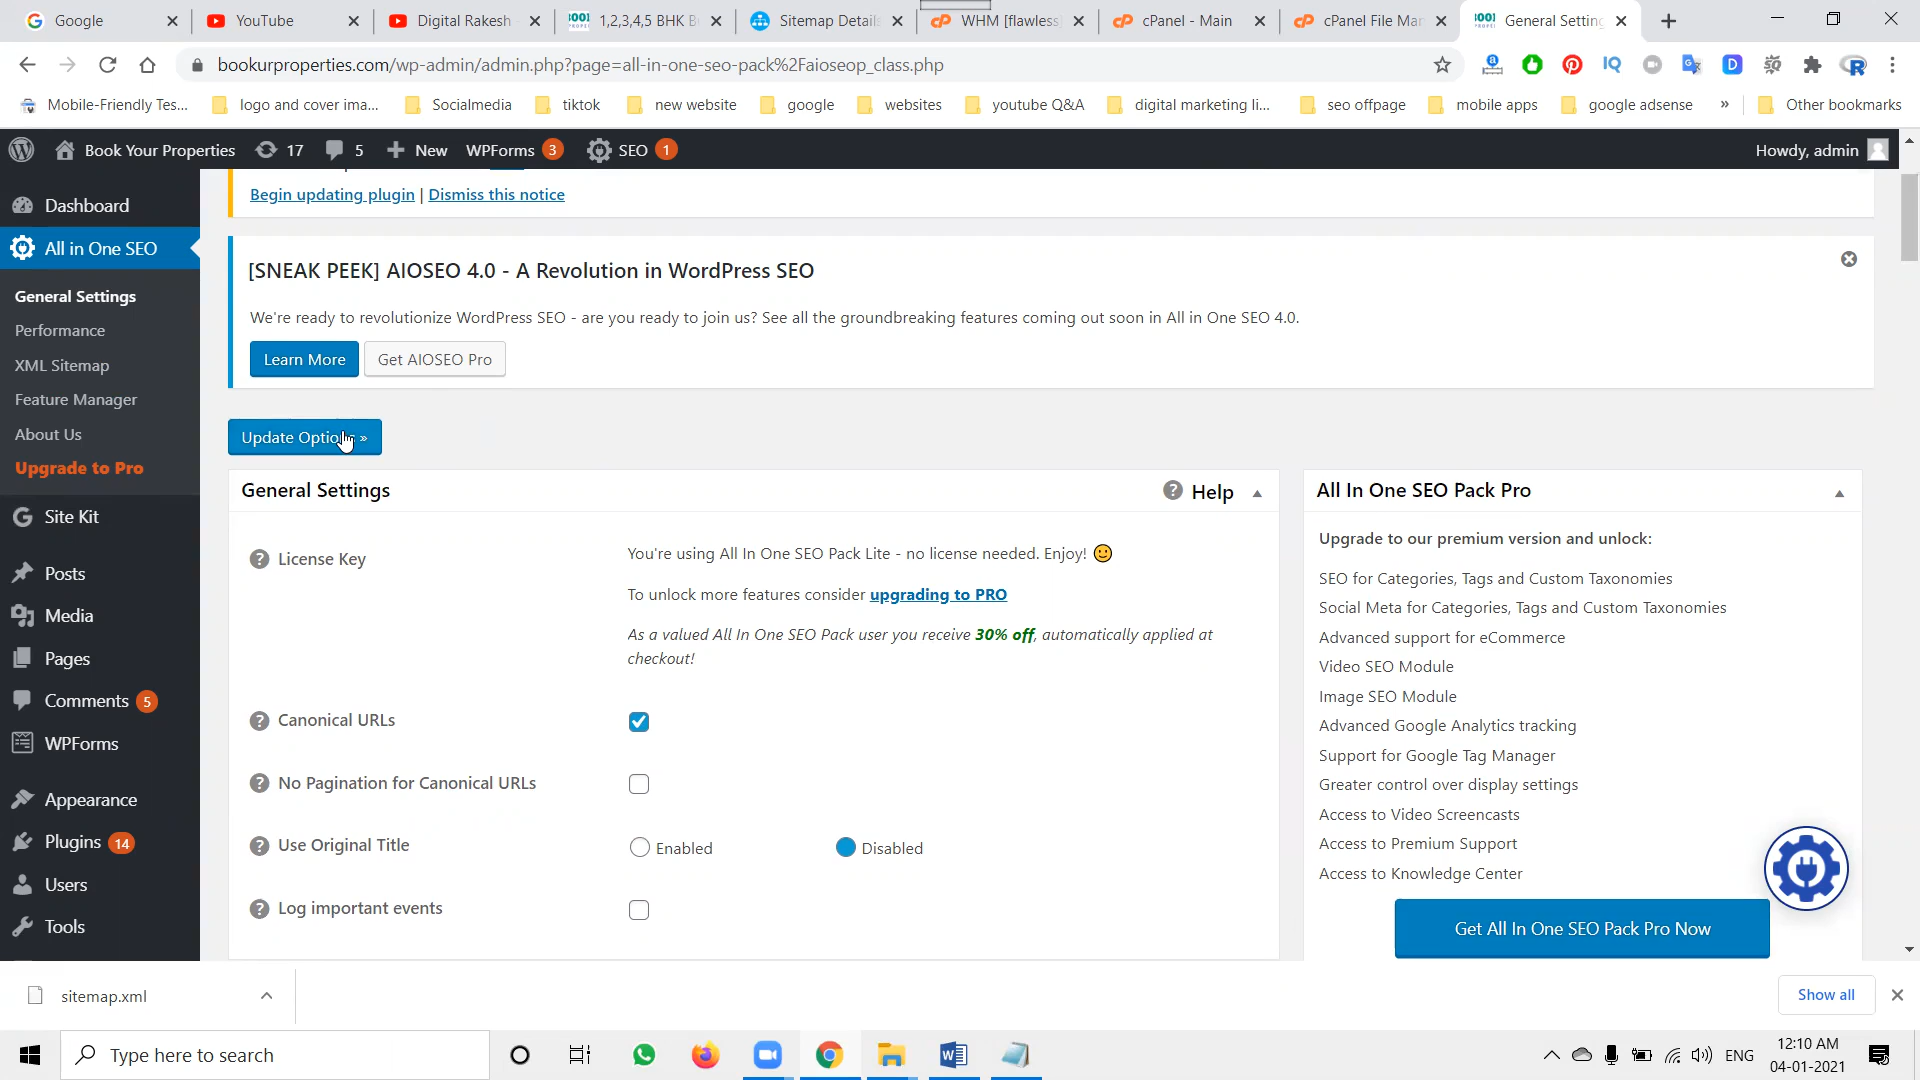 Google
YouTube
Digital Rakesh
1,2,3,4,5 BHK B
Sitemap Details
WHM [flawless
cPanel - Main
cPanel File Man
General Setting
bookurproperties.com/wp-admin/admin.php?page=all-in-one-seo-pack%2Faioseop_class.php
Mobile-Friendly Tes...
logo and cover ima...
Socialmedia
tiktok
new website
google
websites
youtube Q&A
digital marketing li...
seo offpage
mobile apps
google adsense
»
Other bookmarks
Book Your Properties
17
5
New
WPForms 3
SEO 1
Howdy, admin
Dashboard
All in One SEO
General Settings
Performance
XML Sitemap
Feature Manager
About Us
Upgrade to Pro
Site Kit
Posts
Media
Pages
Comments 5
WPForms
Appearance
Plugins 14
Users
Tools
Begin updating plugin | Dismiss this notice
[SNEAK PEEK] AIOSEO 4.0 - A Revolution in WordPress SEO
We're ready to revolutionize WordPress SEO - are you ready to join us? See all the groundbreaking features coming out soon in All in One SEO 4.0.
Learn More
Get AIOSEO Pro
Update Options »
General Settings
Help
License Key
You're using All In One SEO Pack Lite - no license needed. Enjoy! 🙂
To unlock more features consider upgrading to PRO
As a valued All In One SEO Pack user you receive 30% off, automatically applied at
checkout!
Canonical URLs
No Pagination for Canonical URLs
Use Original Title
Enabled
Disabled
Log important events
All In One SEO Pack Pro
Upgrade to our premium version and unlock:
SEO for Categories, Tags and Custom Taxonomies
Social Meta for Categories, Tags and Custom Taxonomies
Advanced support for eCommerce
Video SEO Module
Image SEO Module
Advanced Google Analytics tracking
Support for Google Tag Manager
Greater control over display settings
Access to Video Screencasts
Access to Premium Support
Access to Knowledge Center
Get All In One SEO Pack Pro Now
sitemap.xml
Show all
Type here to search
ENG
12:10 AM
04-01-2021